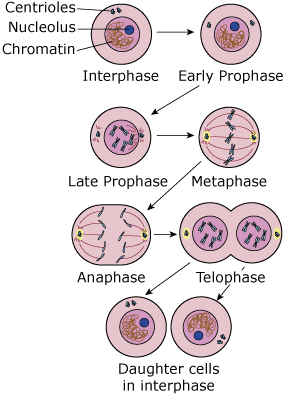 Centrioles
Nucleolus
Chromatin
Interphase
Early Prophase
Late Prophase
Metaphase
Anaphase
Telophase
Daughter cells
in interphase